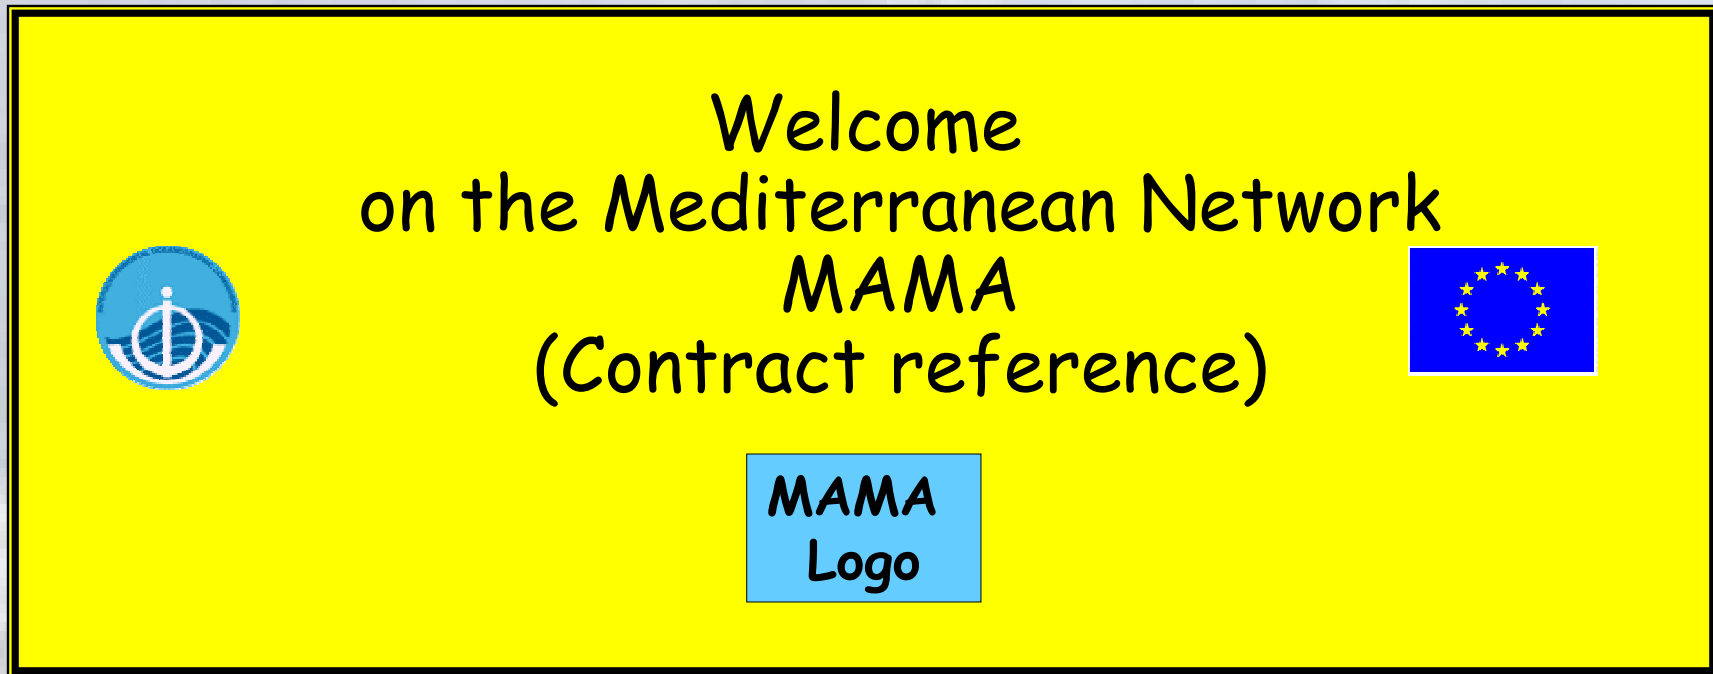 Welcome
on the Mediterranean Network
MAMA
(Contract reference)
MAMA
Logo